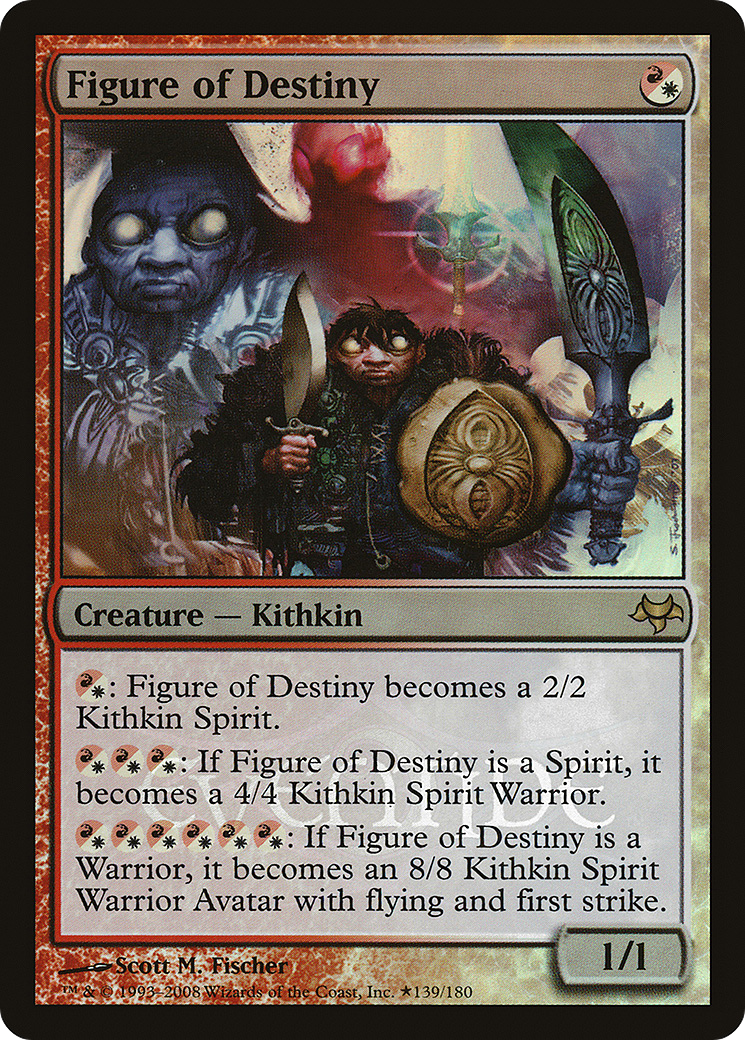 Figure of Destiny
Creature — Kithkin
: Figure of Destiny becomes a 2/2
Kithkin Spirit.
: If Figure of Destiny is a Spirit, it
becomes a 4/4 Kithkin Spirit Warrior.
: If Figure of Destiny is a
Warrior, it becomes an 8/8 Kithkin Spirit
Warrior Avatar with flying and first strike.
EVENTIDE
1/1
Scott M. Fischer
™ & © 1993–2008 Wizards of the Coast, Inc. ★139/180